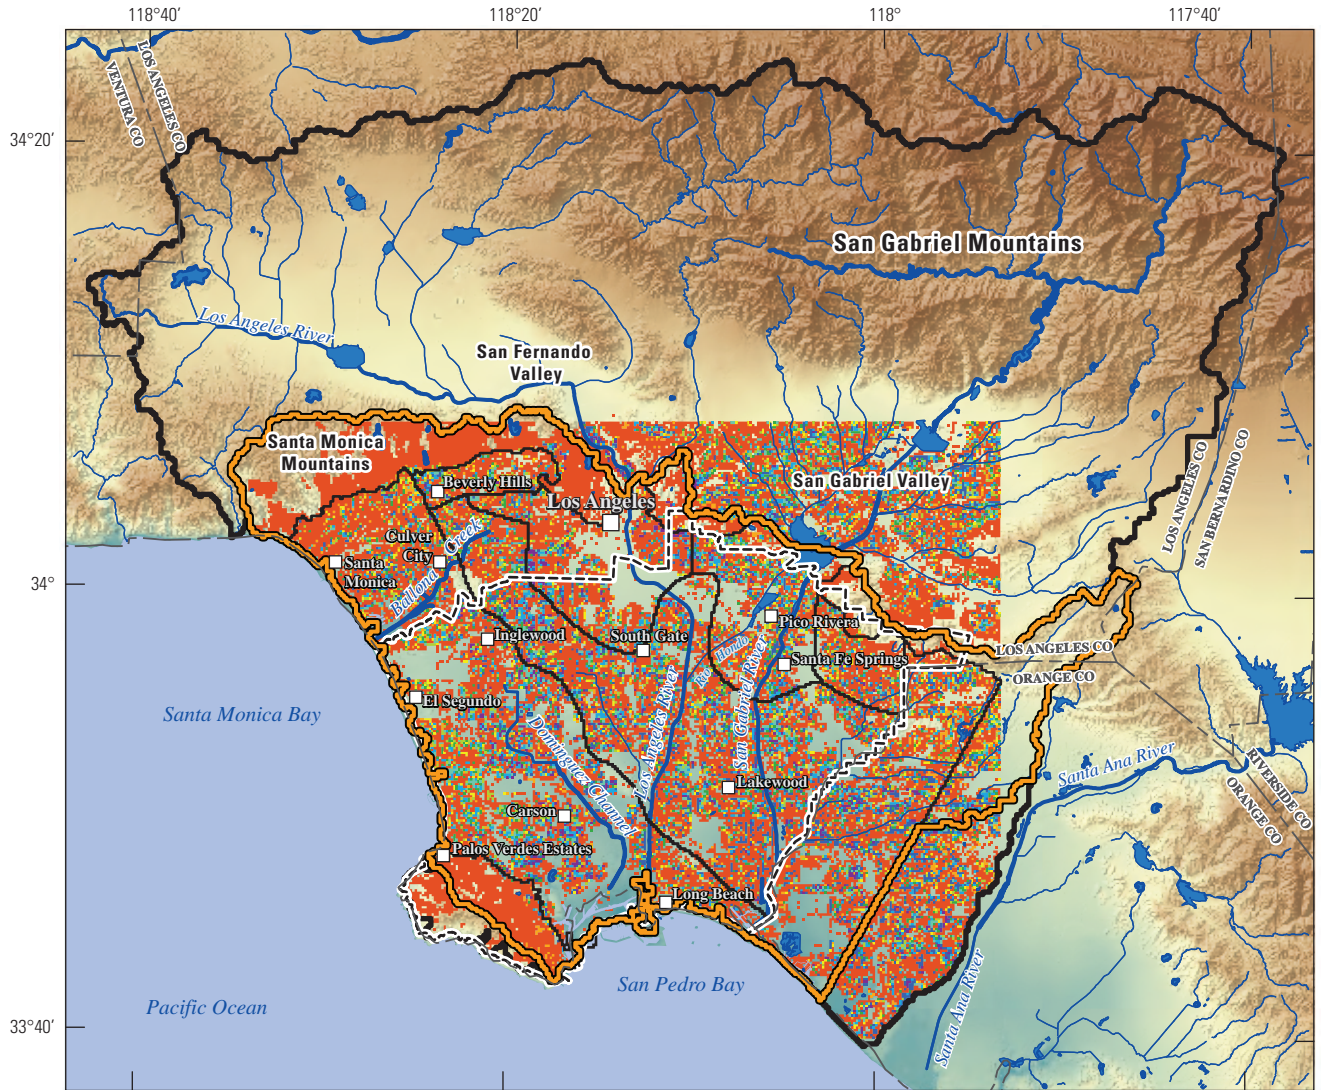 118°40′
118°20′
118°
117°40′
34°20′
34°
33°40′
LOS ANGELES CO
VENTURA CO
San Gabriel Mountains
Los Angeles River
San Fernando
Valley
Santa Monica
Mountains
Beverly Hills
Los Angeles
San Gabriel Valley
LOS ANGELES CO
SAN BERNARDINO CO
Culver
City
Ballona Creek
Santa
Monica
Inglewood
South Gate
Rio Hondo
Pico Rivera
Santa Fe Springs
LOS ANGELES CO
ORANGE CO
El Segundo
Santa Monica Bay
Dominguez Channel
Los Angeles River
San Gabriel River
Lakewood
Santa Ana River
RIVERSIDE CO
ORANGE CO
Carson
Palos Verdes Estates
Long Beach
San Pedro Bay
Pacific Ocean
Santa Ana River